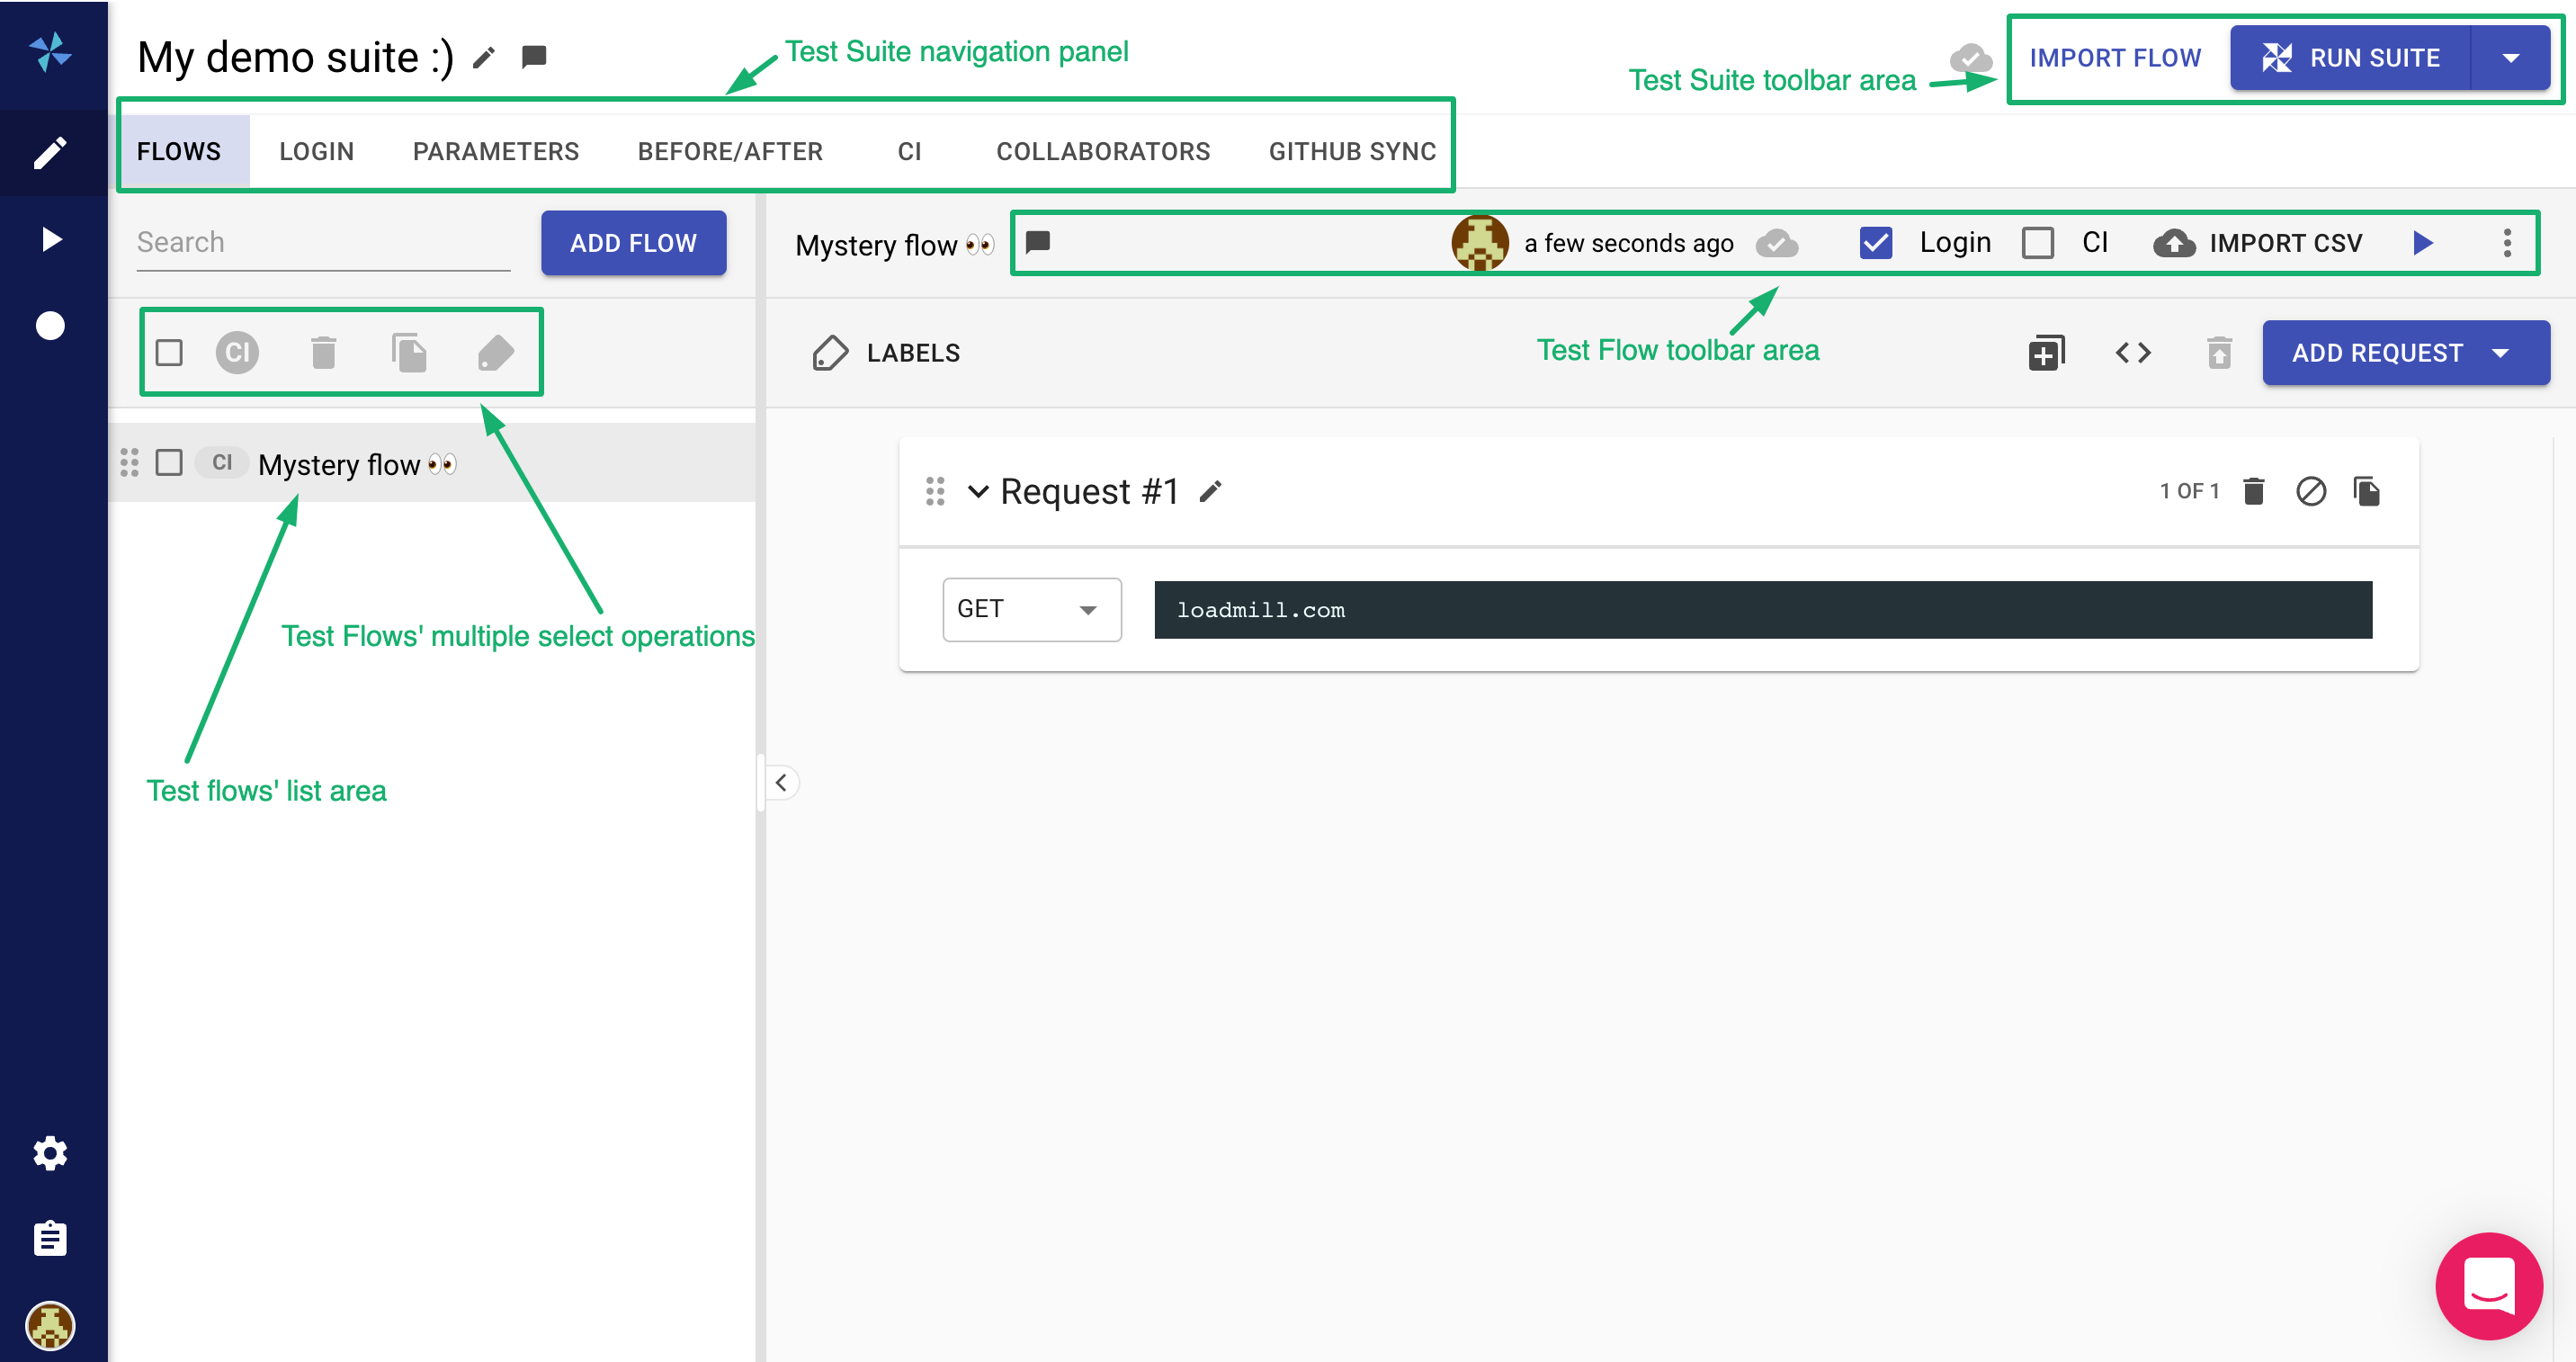 My demo suite :)
Test Suite navigation panel
Test Suite toolbar area
IMPORT FLOW
RUN SUITE
FLOWS LOGIN PARAMETERS BEFORE/AFTER CI COLLABORATORS GITHUB SYNC
Search
ADD FLOW
Mystery flow 👀
a few seconds ago
Login
CI
IMPORT CSV
CI
LABELS
Test Flow toolbar area
ADD REQUEST
CI Mystery flow 👀
Request #1
1 OF 1
GET
loadmill.com
Test Flows' multiple select operations
Test flows' list area